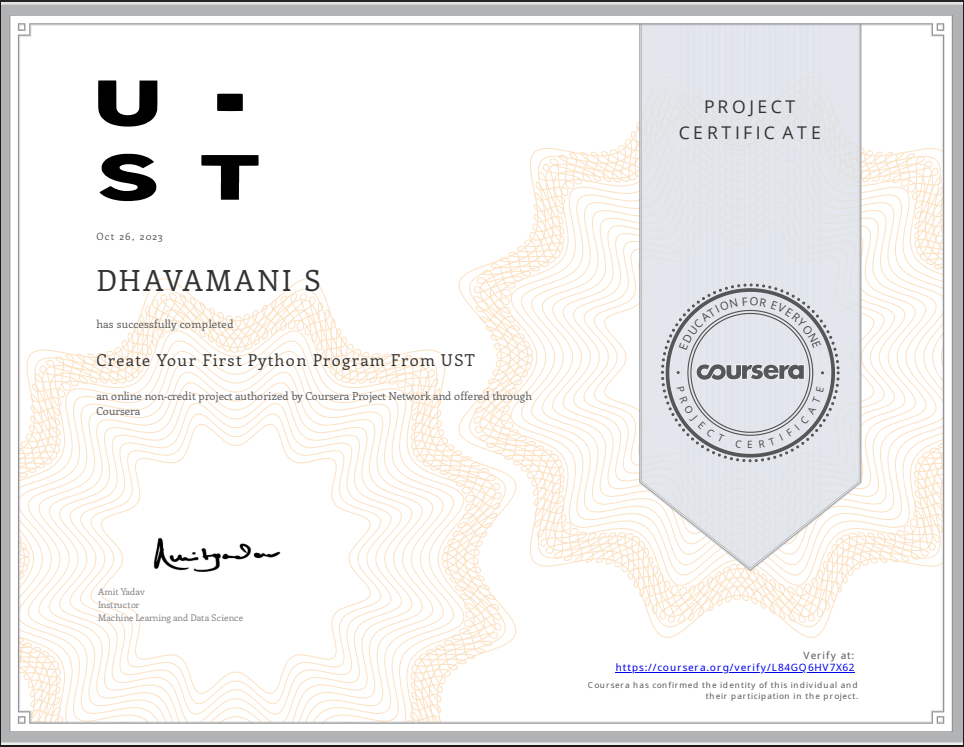 U ·
S T
Oct 26, 2023
DHAVAMANI S
has successfully completed
Create Your First Python Program From UST
an online non-credit project authorized by Coursera Project Network and offered through
Coursera
Amit Yadav
Amit Yadav
Instructor
Machine Learning and Data Science
PROJECT
CERTIFICATE
EDUCATION FOR EVERYONE
coursera
PROJECT CERTIFICATE
Verify at:
https://coursera.org/verify/L84GQ6HV7X62
Coursera has confirmed the identity of this individual and
their participation in the project.